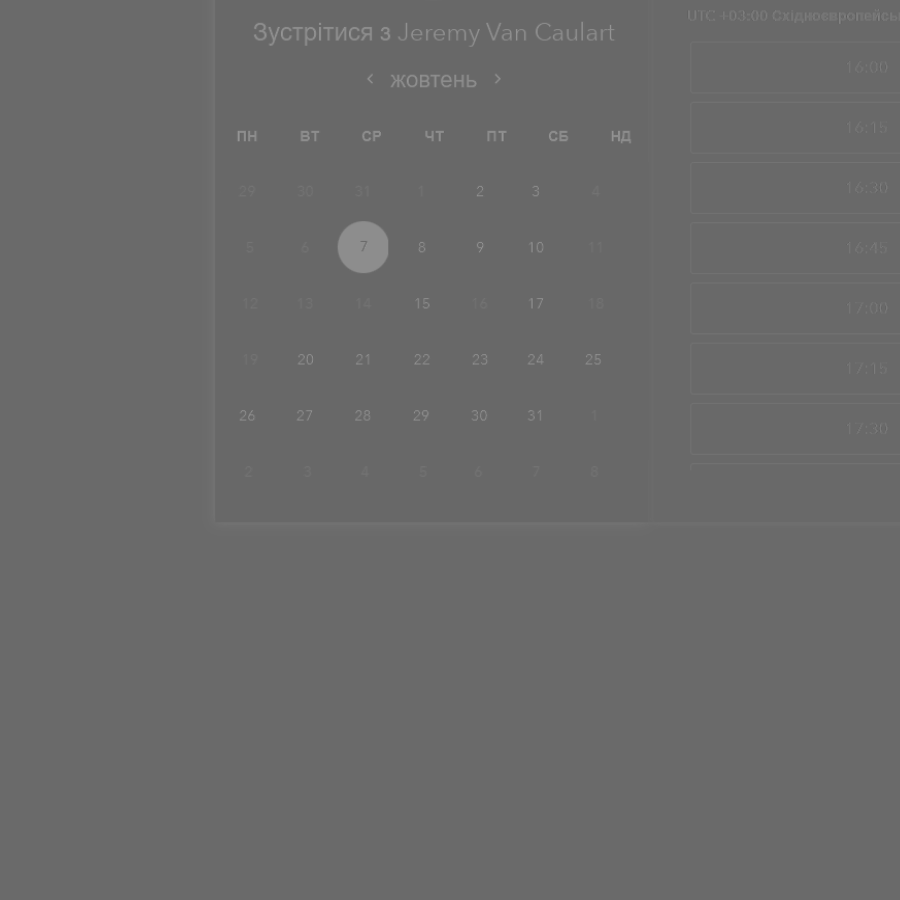 Зустрітися з Jeremy Van Caulart
жовтень
ПН ВТ СР ЧТ ПТ СБ НД
29 30 31 1 2 3 4
5 6 7 8 9 10 11
12 13 14 15 16 17 18
19 20 21 22 23 24 25
26 27 28 29 30 31 1
2 3 4 5 6 7 8
UTC +03:00 Східноєвропейсь
16:00
16:15
16:30
16:45
17:00
17:15
17:30